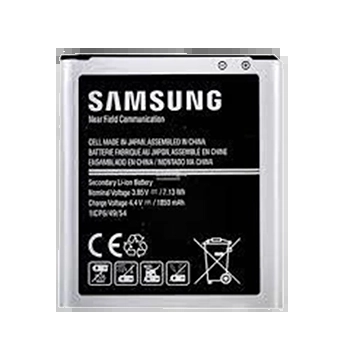 SAMSUNG
Near Field Communication
CELL MADE IN JAPAN, ASSEMBLED IN CHINA
BATTERIE FABRIQUÉE AU JAPON, ASSEMBLÉE EN CHINE
ENSAMBLADO EN CHINA / MONTADO NA CHINA
Secondary Li-ion Battery
Nominal Voltage 3.85V ⎓ / 7.13 Wh
Charge Voltage 4.4 V ⎓ / 1850 mAh
1ICP6/49/54
CE